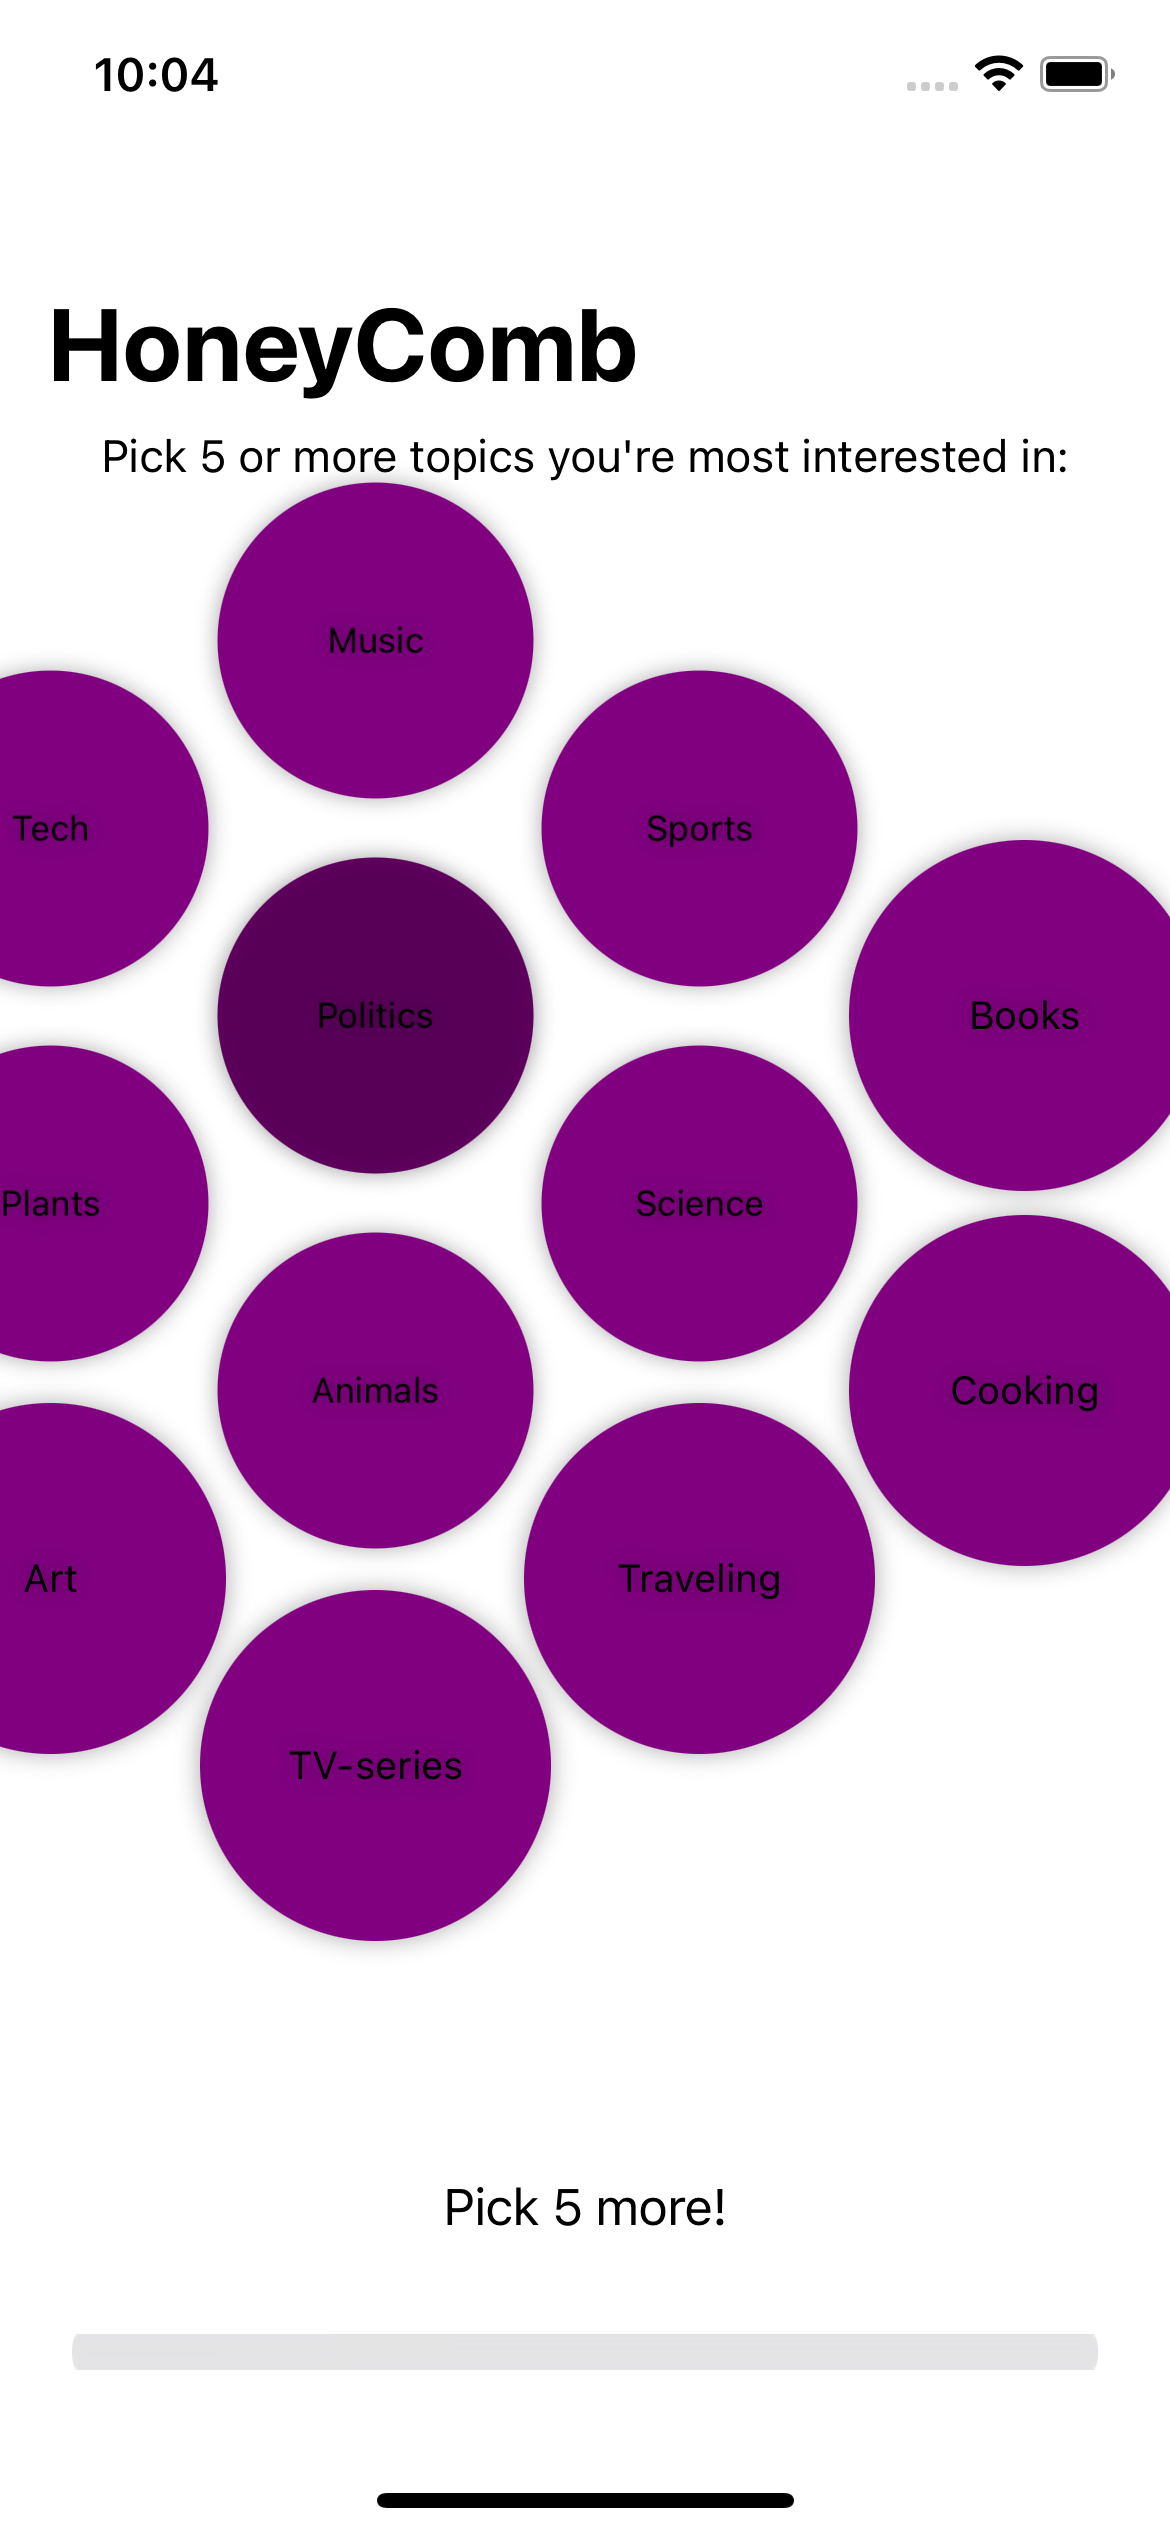 10:04
HoneyComb
Pick 5 or more topics you're most interested in:
Music
Tech
Sports
Politics
Books
Plants
Science
Animals
Cooking
Art
Traveling
TV-series
Pick 5 more!